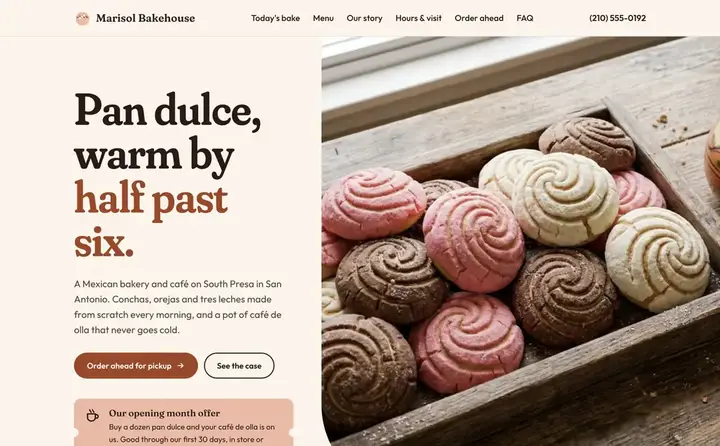 Marisol Bakehouse
Today's bake
Menu
Our story
Hours & visit
Order ahead
FAQ
(210) 555-0192
Pan dulce,
warm by
half past
six.
A Mexican bakery and café on South Presa in San
Antonio. Conchas, orejas and tres leches made
from scratch every morning, and a pot of café de
olla that never goes cold.
Order ahead for pickup →
See the case
Our opening month offer
Buy a dozen pan dulce and your café de olla is on
us. Good through our first 30 days, in store or